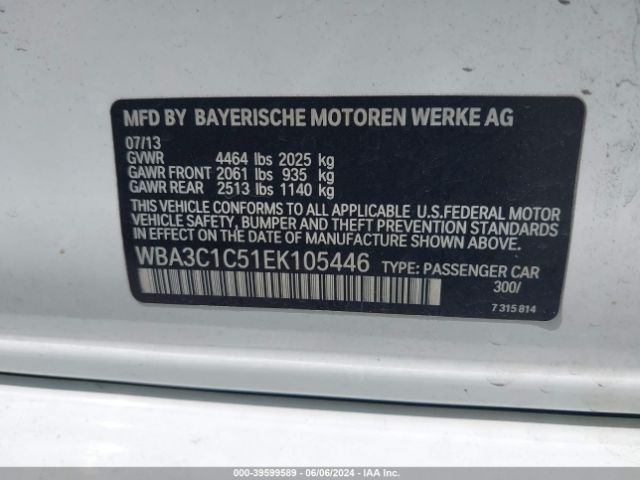 MFD BY BAYERISCHE MOTOREN WERKE AG
07/13
GVWR 4464 lbs 2025 kg
GAWR FRONT 2061 lbs 935 kg
GAWR REAR 2513 lbs 1140 kg
THIS VEHICLE CONFORMS TO ALL APPLICABLE U.S.FEDERAL MOTOR
VEHICLE SAFETY, BUMPER AND THEFT PREVENTION STANDARDS IN
EFFECT ON THE DATE OF MANUFACTURE SHOWN ABOVE.
WBA3C1C51EK105446 TYPE: PASSENGER CAR
300/
7 315 814
© - 39599589 - 06/06/2024 - IAA Inc.